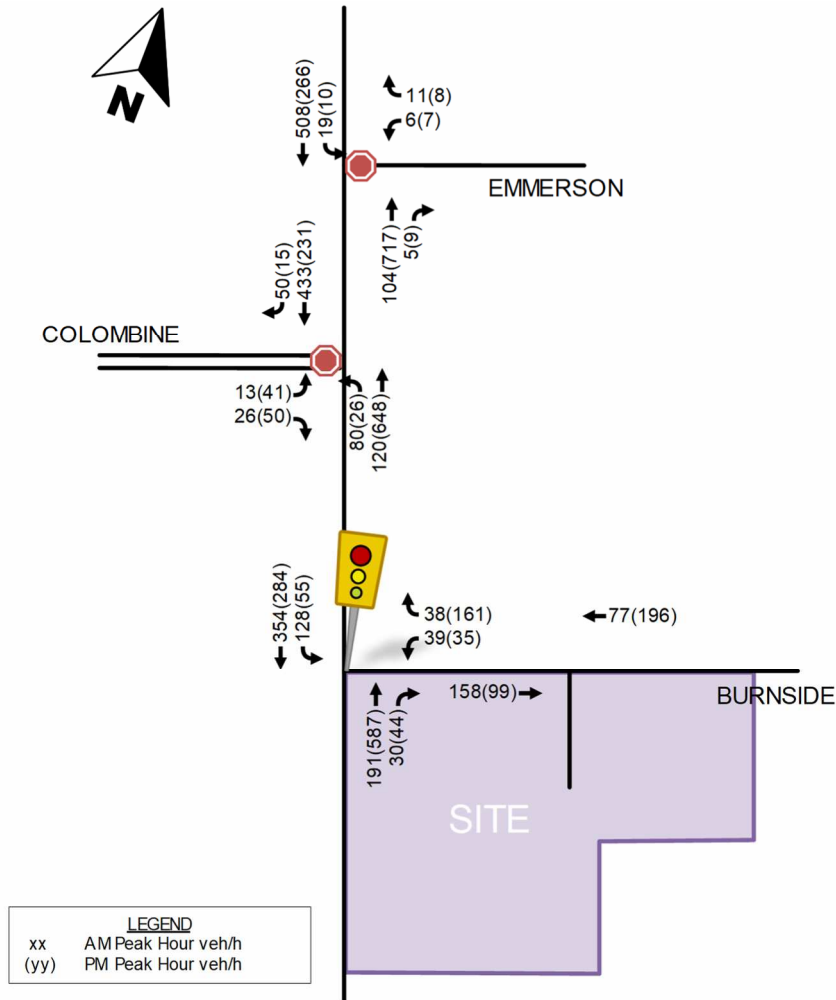 N
508(266)
19(10)
11(8)
6(7)
EMMERSON
104(717)
5(9)
50(15)
433(231)
COLOMBINE
13(41)
26(50)
80(26)
120(648)
354(284)
128(55)
38(161)
39(35)
77(196)
158(99)
BURNSIDE
191(587)
30(44)
SITE
LEGEND
xx AM Peak Hour veh/h
(yy) PM Peak Hour veh/h